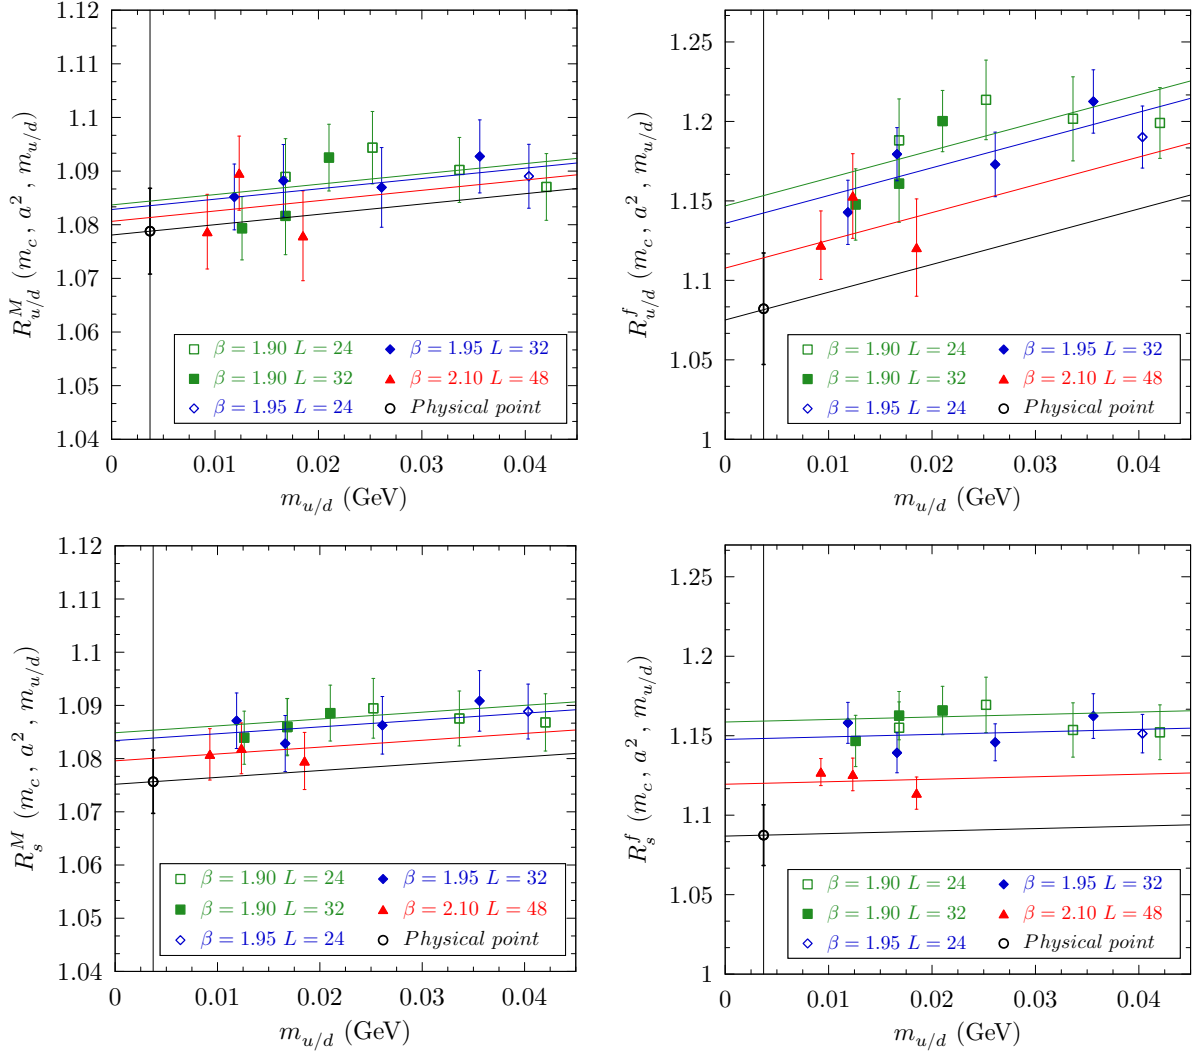 1.12
1.11
1.1
1.09
1.08
1.07
1.06
1.05
1.04
0 0.01 0.02 0.03 0.04
m_{u/d} (GeV)
R^M_{u/d} (m_c, a^2, m_{u/d})
β = 1.90 L = 24
β = 1.90 L = 32
β = 1.95 L = 24
β = 1.95 L = 32
β = 2.10 L = 48
Physical point
1.25
1.2
1.15
1.1
1.05
1
0 0.01 0.02 0.03 0.04
m_{u/d} (GeV)
R^f_{u/d} (m_c, a^2, m_{u/d})
β = 1.90 L = 24
β = 1.90 L = 32
β = 1.95 L = 24
β = 1.95 L = 32
β = 2.10 L = 48
Physical point
1.12
1.11
1.1
1.09
1.08
1.07
1.06
1.05
1.04
0 0.01 0.02 0.03 0.04
m_{u/d} (GeV)
R^M_s (m_c, a^2, m_{u/d})
β = 1.90 L = 24
β = 1.90 L = 32
β = 1.95 L = 24
β = 1.95 L = 32
β = 2.10 L = 48
Physical point
1.25
1.2
1.15
1.1
1.05
1
0 0.01 0.02 0.03 0.04
m_{u/d} (GeV)
R^f_s (m_c, a^2, m_{u/d})
β = 1.90 L = 24
β = 1.90 L = 32
β = 1.95 L = 24
β = 1.95 L = 32
β = 2.10 L = 48
Physical point